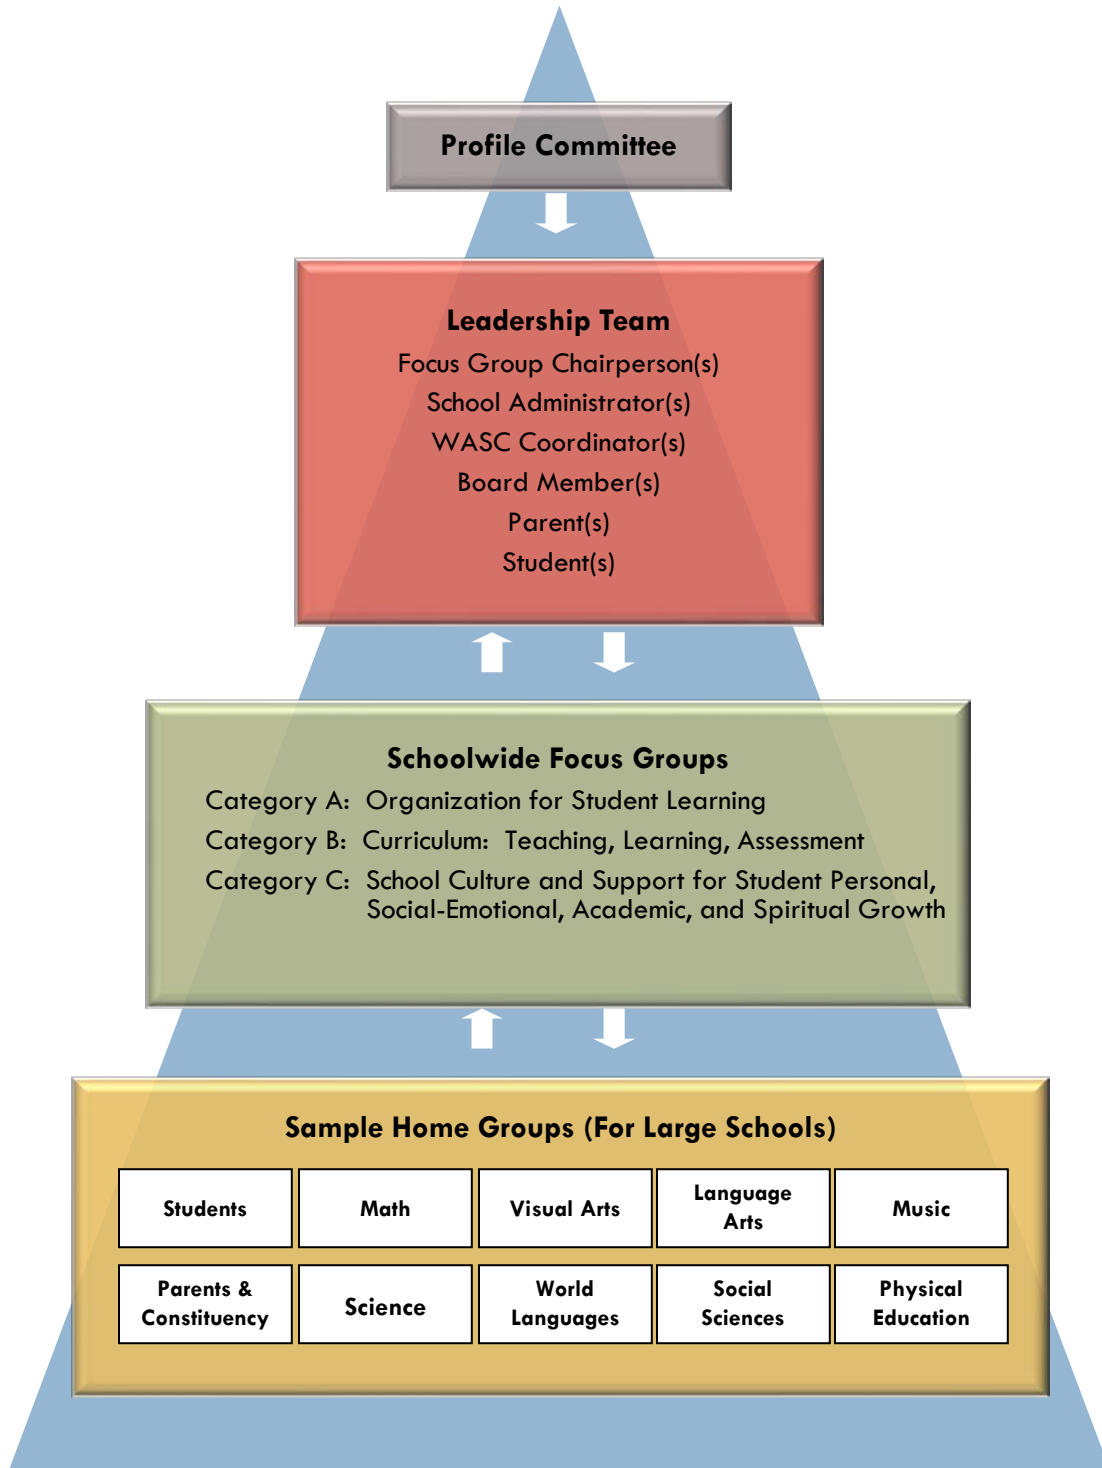 Profile Committee
Leadership Team
Focus Group Chairperson(s)
School Administrator(s)
WASC Coordinator(s)
Board Member(s)
Parent(s)
Student(s)
Schoolwide Focus Groups
Category A: Organization for Student Learning
Category B: Curriculum: Teaching, Learning, Assessment
Category C: School Culture and Support for Student Personal,
Social-Emotional, Academic, and Spiritual Growth
Sample Home Groups (For Large Schools)
Students
Math
Visual Arts
Language
Arts
Music
Parents &
Constituency
Science
World
Languages
Social
Sciences
Physical
Education